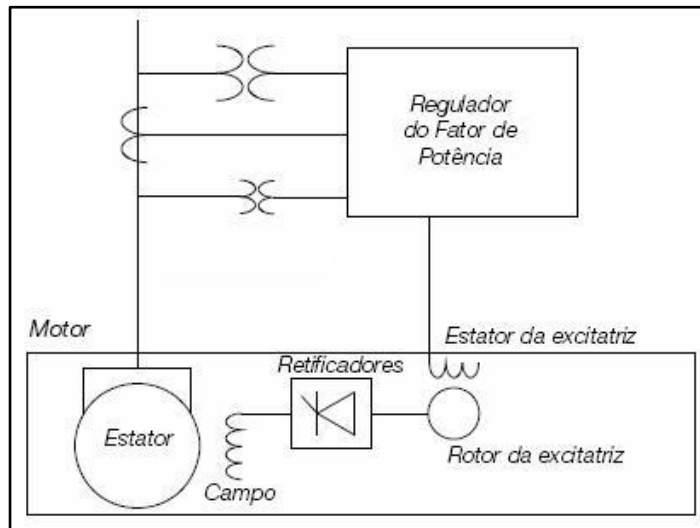 Regulador
do Fator de
Potência
Motor
Estator da excitatriz
Retificadores
Estator
Campo
Rotor da excitatriz